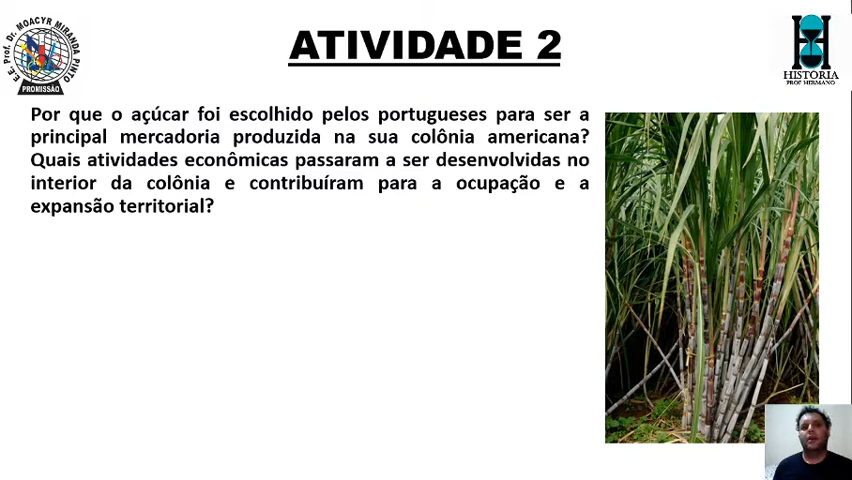 E.E. Prof. Dr. MOACYR MIRANDA PINTO
PROMISSÃO
ATIVIDADE 2
HISTORIA
PROF HERMANO
Por que o açúcar foi escolhido pelos portugueses para ser a
principal mercadoria produzida na sua colônia americana?
Quais atividades econômicas passaram a ser desenvolvidas no
interior da colônia e contribuíram para a ocupação e a
expansão territorial?